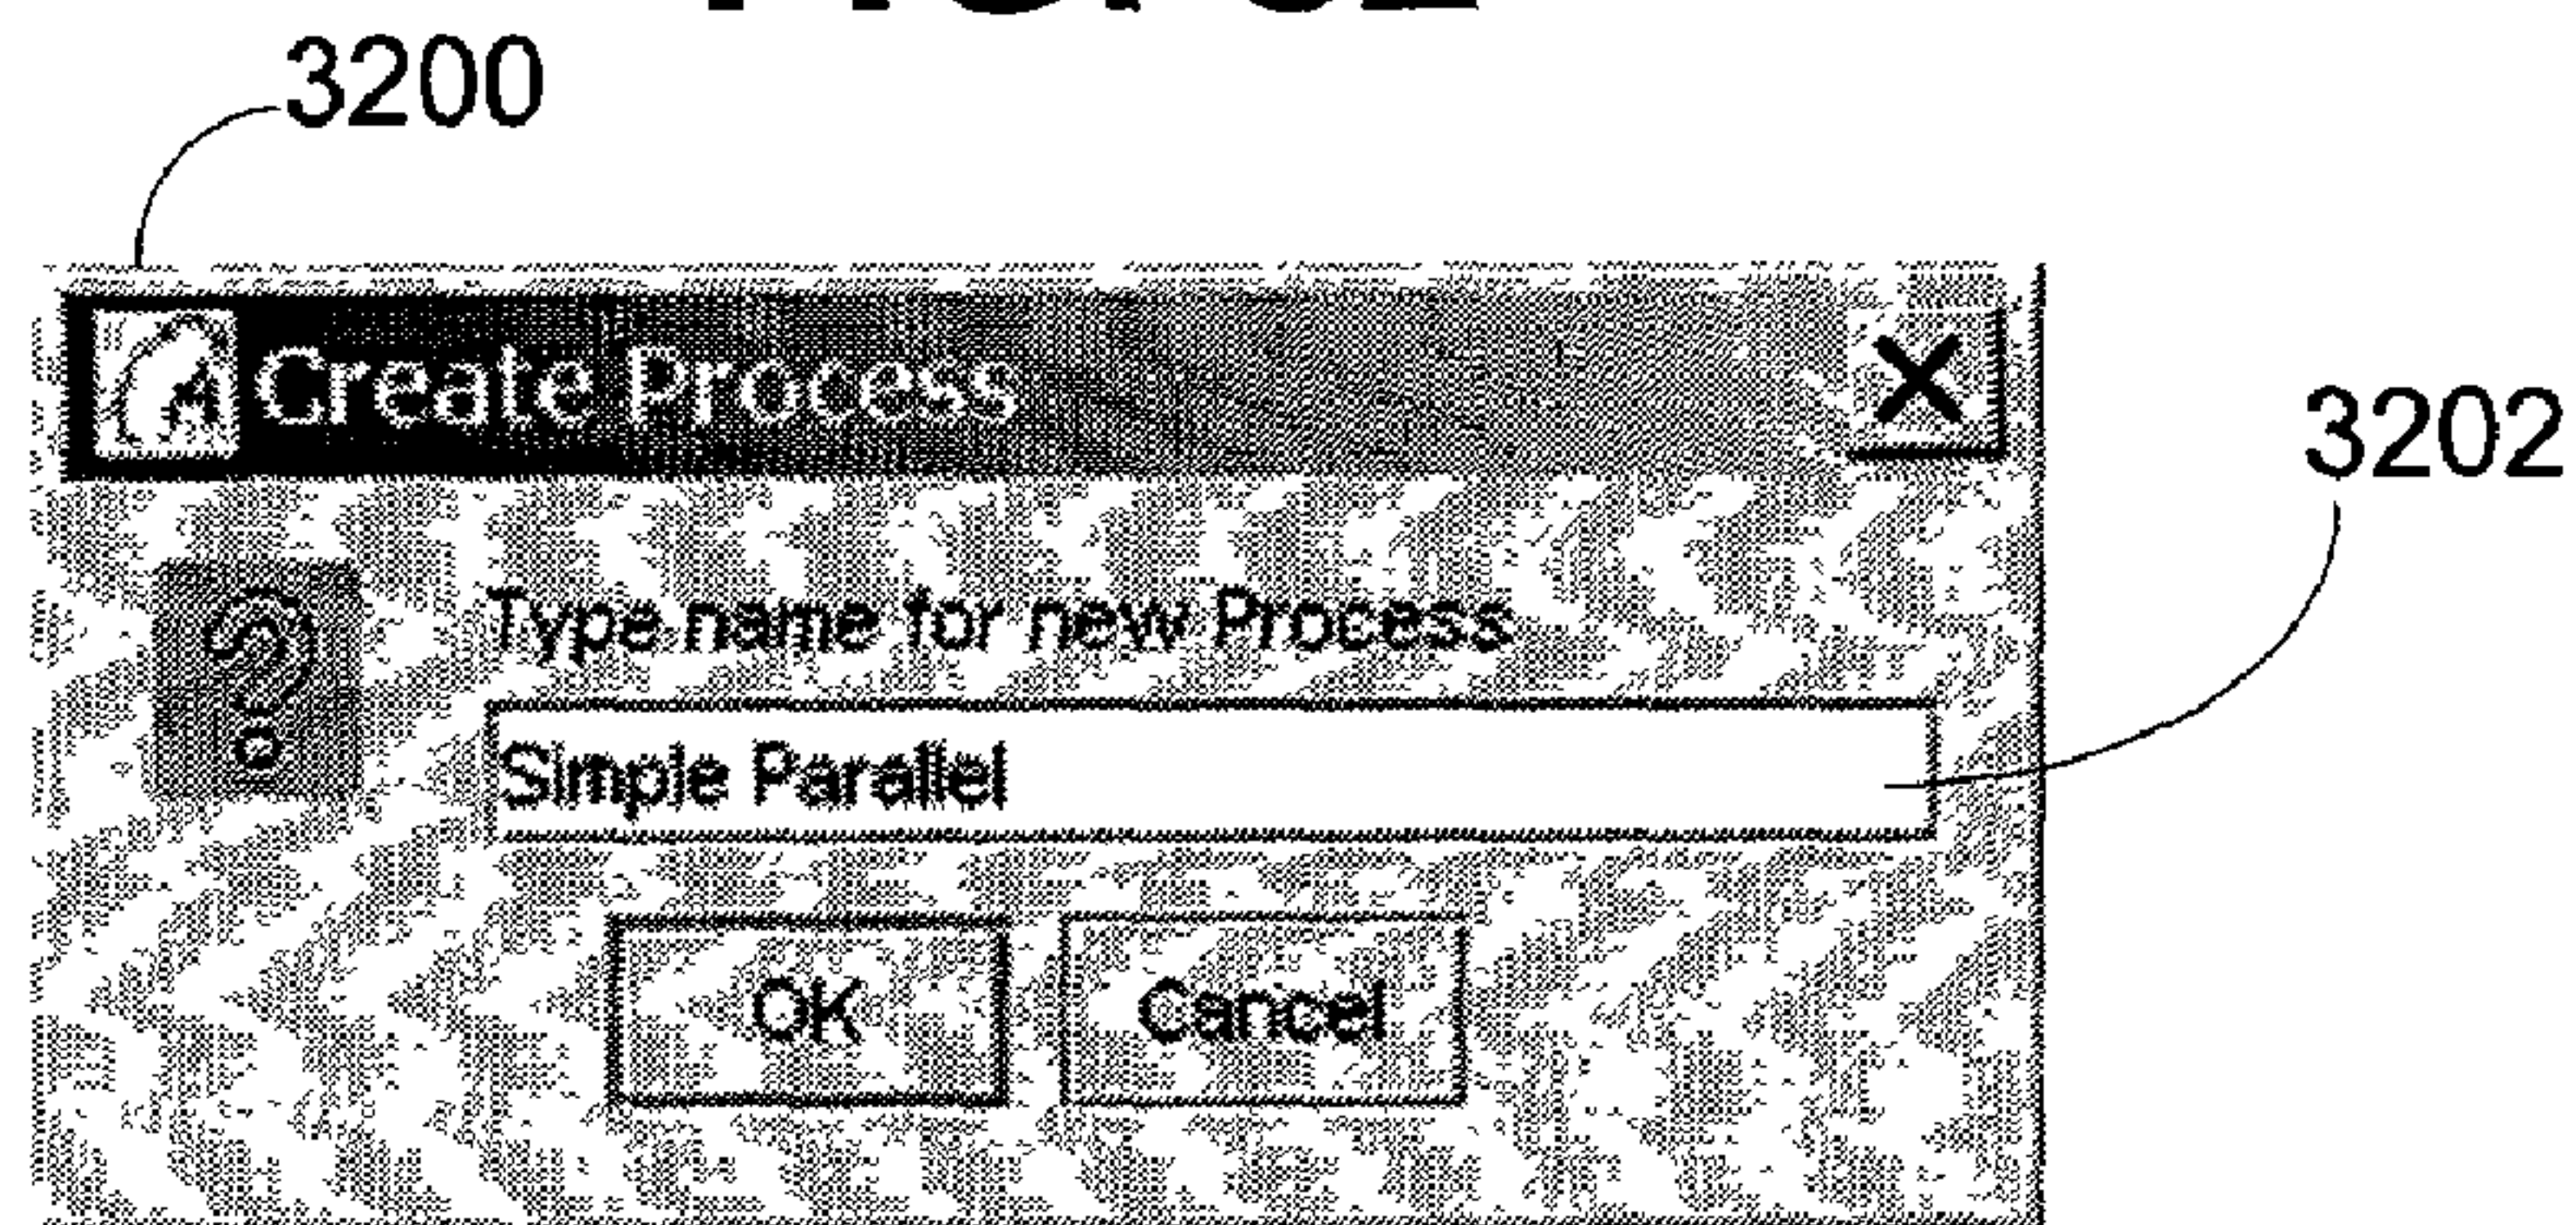 3200
Create Process
3202
Type name for new Process
Simple Parallel
OK Cancel